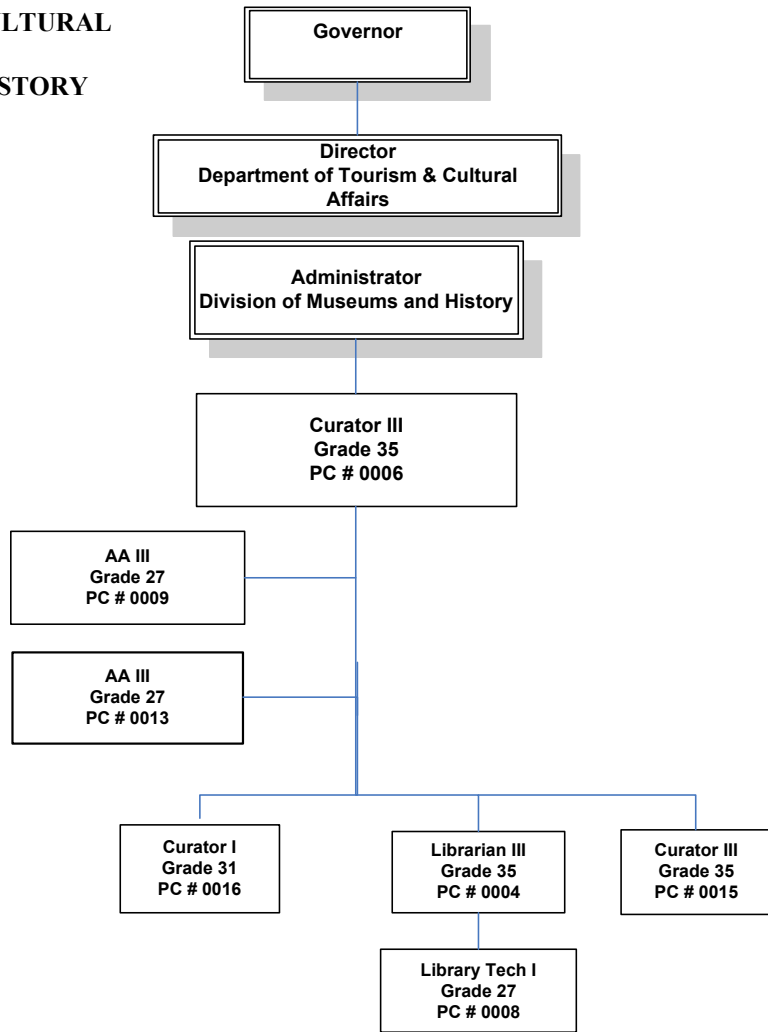 LTURAL
STORY
Governor
Director
Department of Tourism & Cultural
Affairs
Administrator
Division of Museums and History
Curator III
Grade 35
PC # 0006
AA III
Grade 27
PC # 0009
AA III
Grade 27
PC # 0013
Curator I
Grade 31
PC # 0016
Librarian III
Grade 35
PC # 0004
Curator III
Grade 35
PC # 0015
Library Tech I
Grade 27
PC # 0008